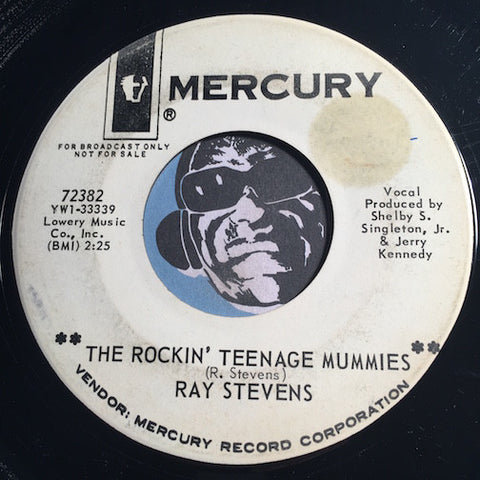 MERCURY
®
FOR BROADCAST ONLY
NOT FOR SALE
72382
YW1-33339
Lowery Music
Co., Inc.
(BMI) 2:25
Vocal
Produced by
Shelby S.
Singleton, Jr.
& Jerry
Kennedy
** THE ROCKIN' TEENAGE MUMMIES **
(R. Stevens)
RAY STEVENS
VENDOR: MERCURY RECORD CORPORATION